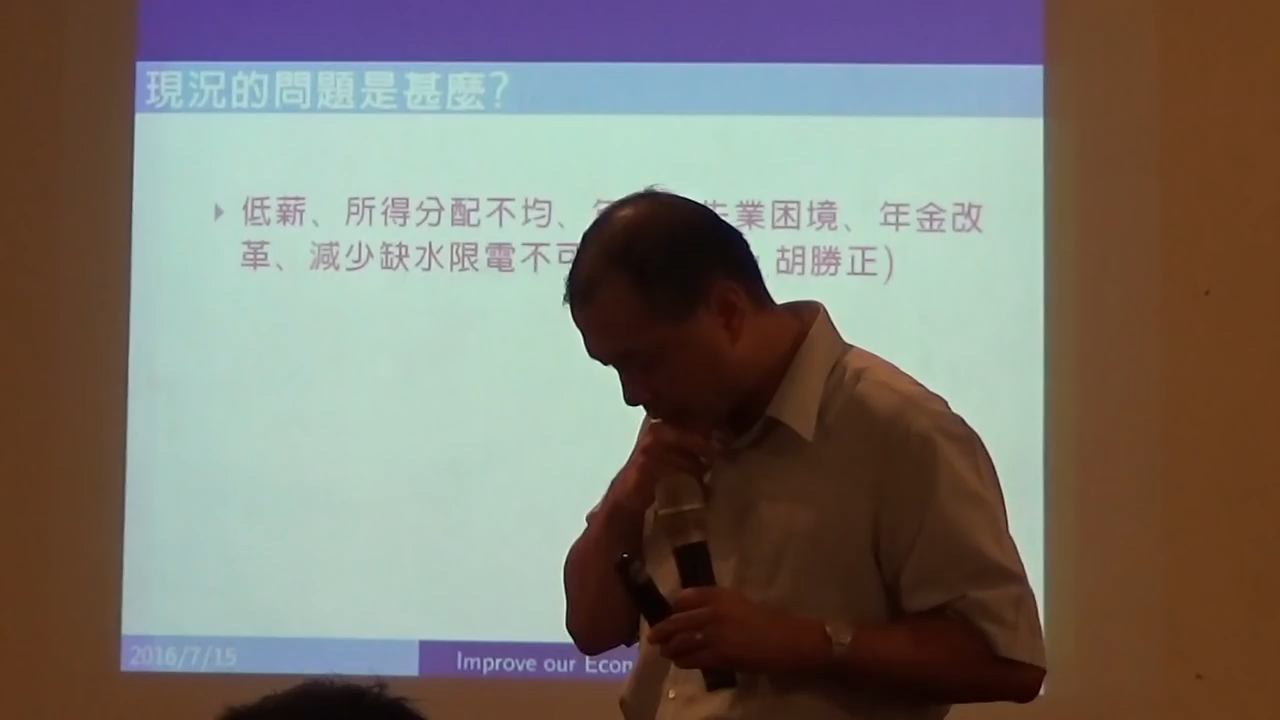 現況的問題是甚麼?
低薪、所得分配不均、業困境、年金改
革、減少缺水限電不可 胡勝正)
2016/7/15
Improve our Econ